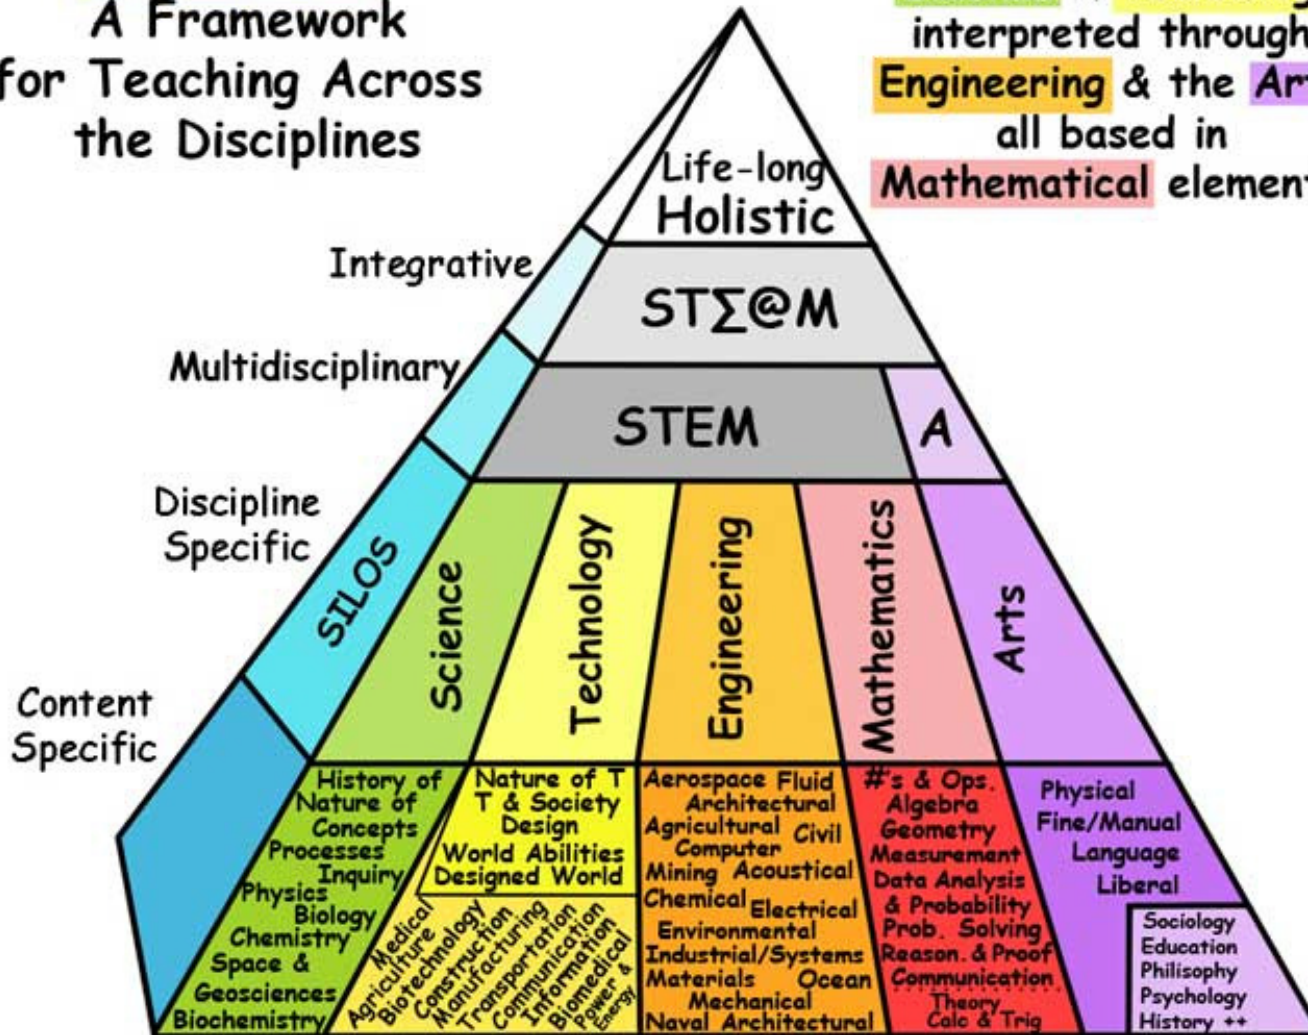 A Framework
for Teaching Across
the Disciplines
interpreted through
Engineering & the
all based in
Mathematical
Life-long
Holistic
Integrative
ST∑@M
Multidisciplinary
STEM
A
Discipline
Specific
SILOS
Science
Technology
Engineering
Mathematics
Arts
Content
Specific
History of
Nature of
Concepts
Processes
Inquiry
Physics
Biology
Chemistry
Space &
Geosciences
Biochemistry
Nature of T
T & Society
Design
World Abilities
Designed World
Medical
Agriculture
Biotechnology
Construction
Manufacturing
Transportation
Communication
Information
Biomedical
Power &
Energy
Aerospace Fluid
Architectural
Agricultural Civil
Computer
Mining Acoustical
Chemical Electrical
Environmental
Industrial/Systems
Materials Ocean
Mechanical
Naval Architectural
#'s & Ops.
Algebra
Geometry
Measurement
Data Analysis
& Probability
Prob. Solving
Reason. & Proof
Communication
Theory
Calc & Trig
Physical
Fine/Manual
Language
Liberal
Sociology
Education
Philisophy
Psychology
History ++